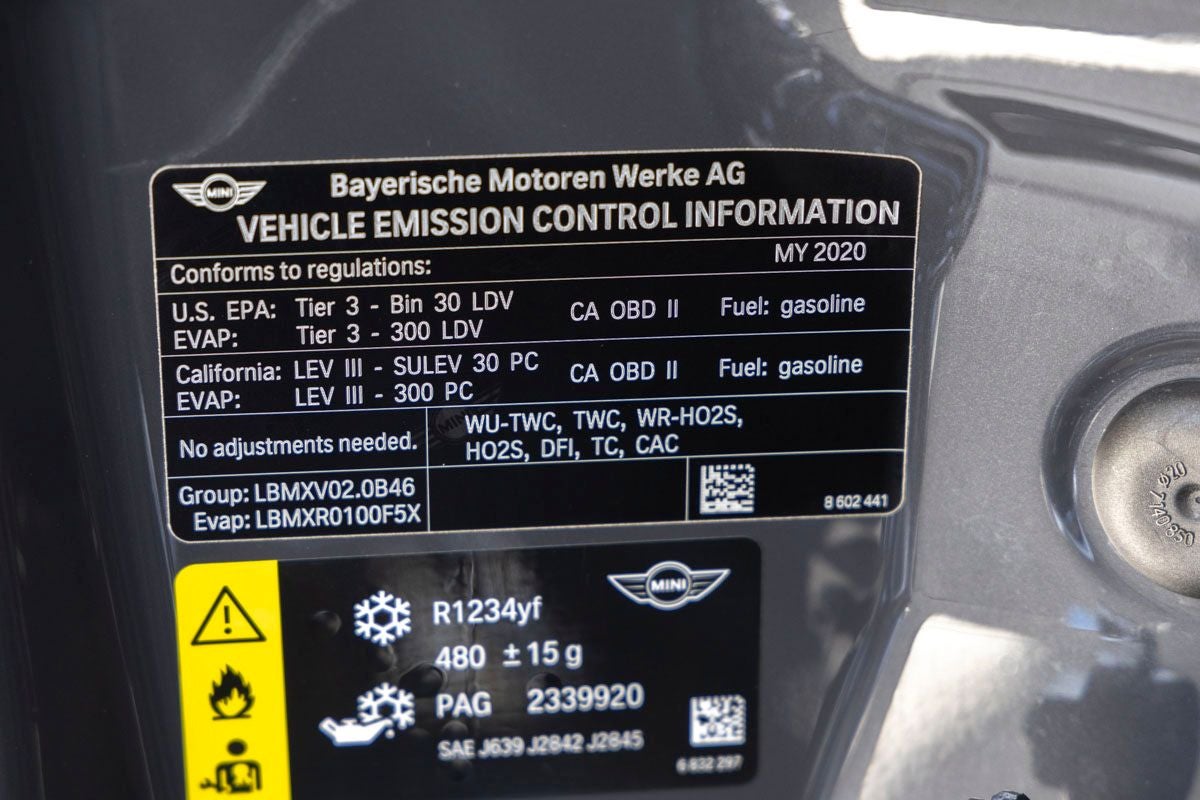 MINI
Bayerische Motoren Werke AG
VEHICLE EMISSION CONTROL INFORMATION
Conforms to regulations: MY 2020
U.S. EPA: Tier 3 - Bin 30 LDV CA OBD II Fuel: gasoline
EVAP: Tier 3 - 300 LDV
California: LEV III - SULEV 30 PC CA OBD II Fuel: gasoline
EVAP: LEV III - 300 PC
No adjustments needed.
WU-TWC, TWC, WR-HO2S,
HO2S, DFI, TC, CAC
Group: LBMXV02.0B46
Evap: LBMXR0100F5X
8 602 441
MINI
R1234yf
480 ± 15 g
PAG 2339920
SAE J639 J2842 J2845
6 832 297
ø 20
7140 850